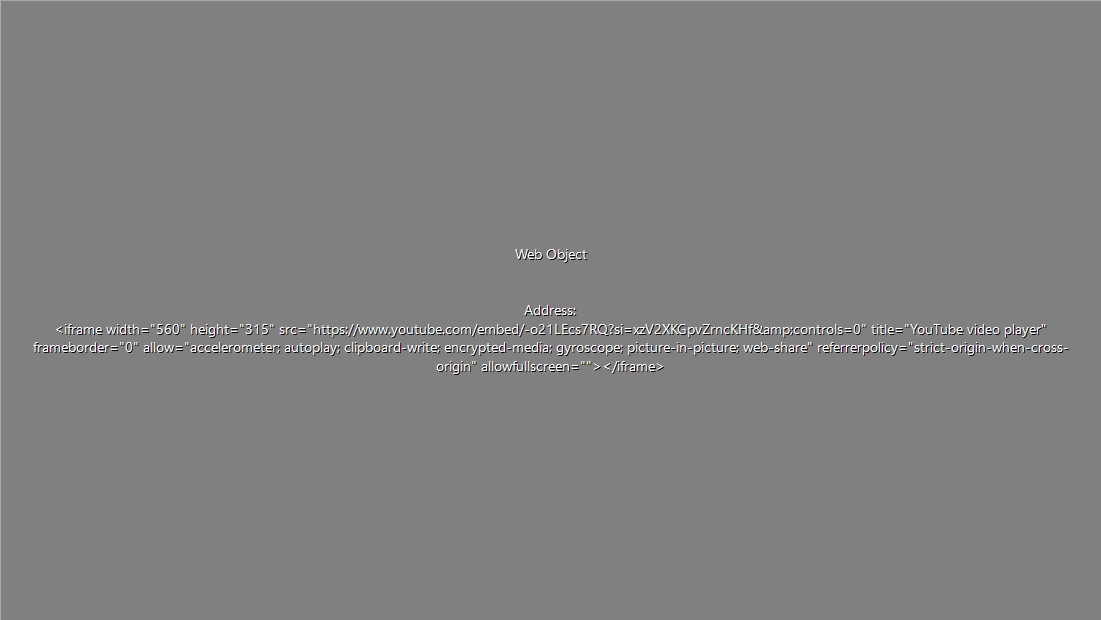 Web Object
Address:
<iframe width="560" height="315" src="https://www.youtube.com/embed/-o21LEcs7RQ?si=xzV2XKGpvZrncKHf&amp;controls=0" title="YouTube video player"
frameborder="0" allow="accelerometer; autoplay; clipboard-write; encrypted-media; gyroscope; picture-in-picture; web-share" referrerpolicy="strict-origin-when-cross-
origin" allowfullscreen=""></iframe>